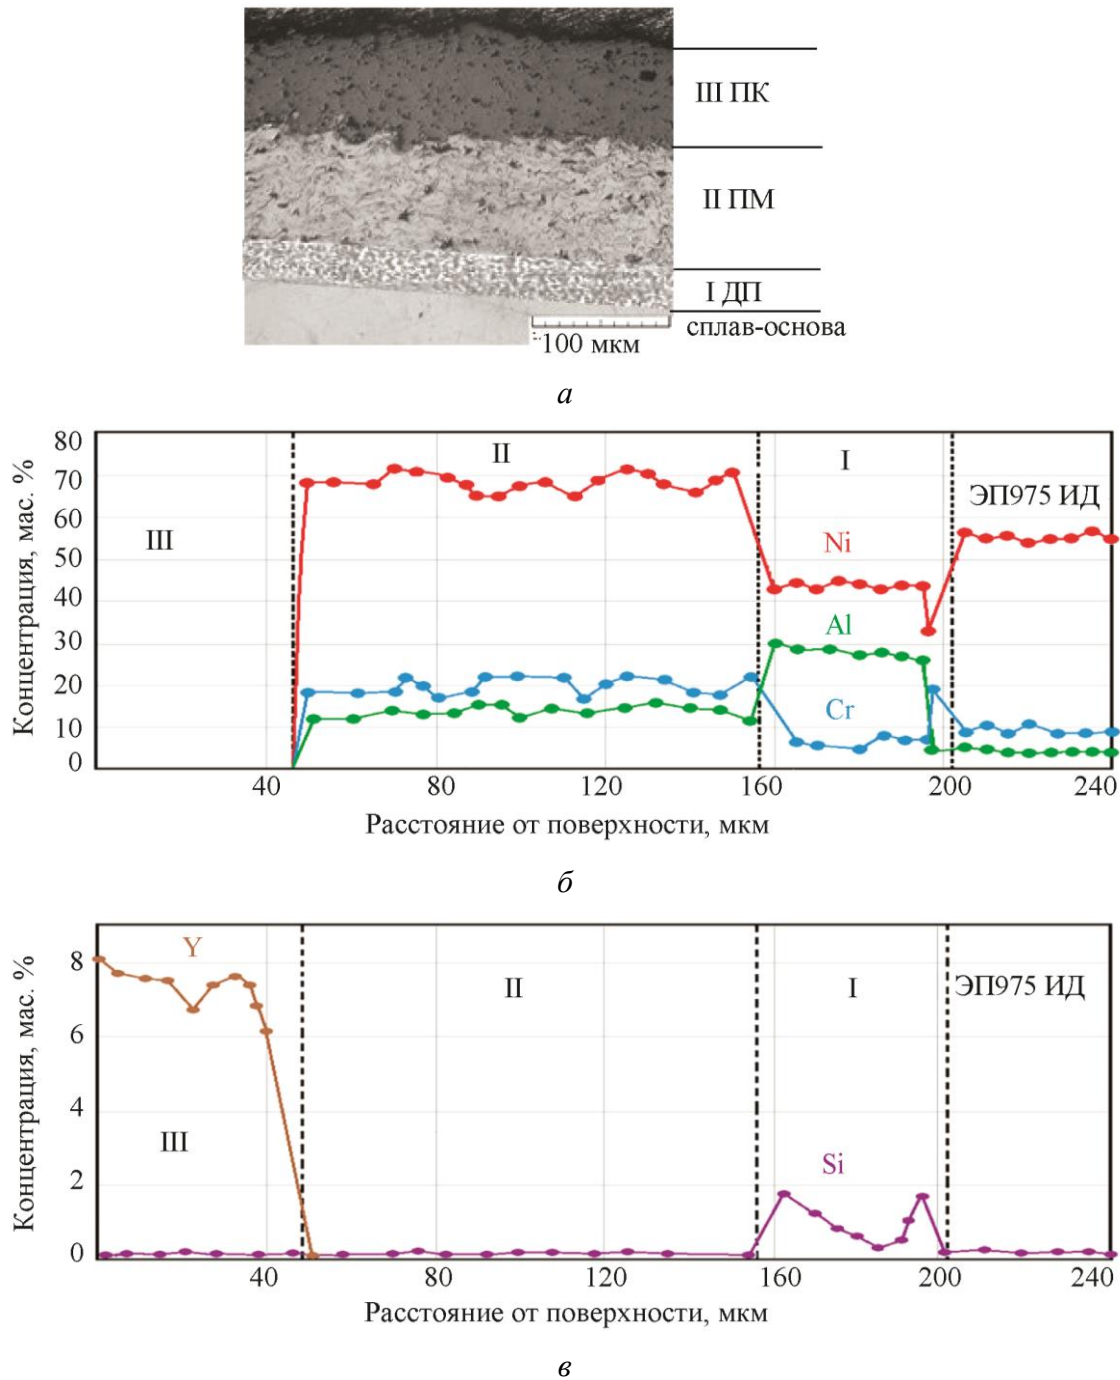 III ПК
II ПМ
I ДП
сплав-основа
100 мкм
а
Концентрация, мас. %
80
70
60
50
40
30
20
10
0
III
II
I
ЭП975 ИД
Ni
Al
Cr
40 80 120 160 200 240
Расстояние от поверхности, мкм
б
Концентрация, мас. %
8
6
4
2
0
Y
III
II
I
ЭП975 ИД
Si
40 80 120 160 200 240
Расстояние от поверхности, мкм
в